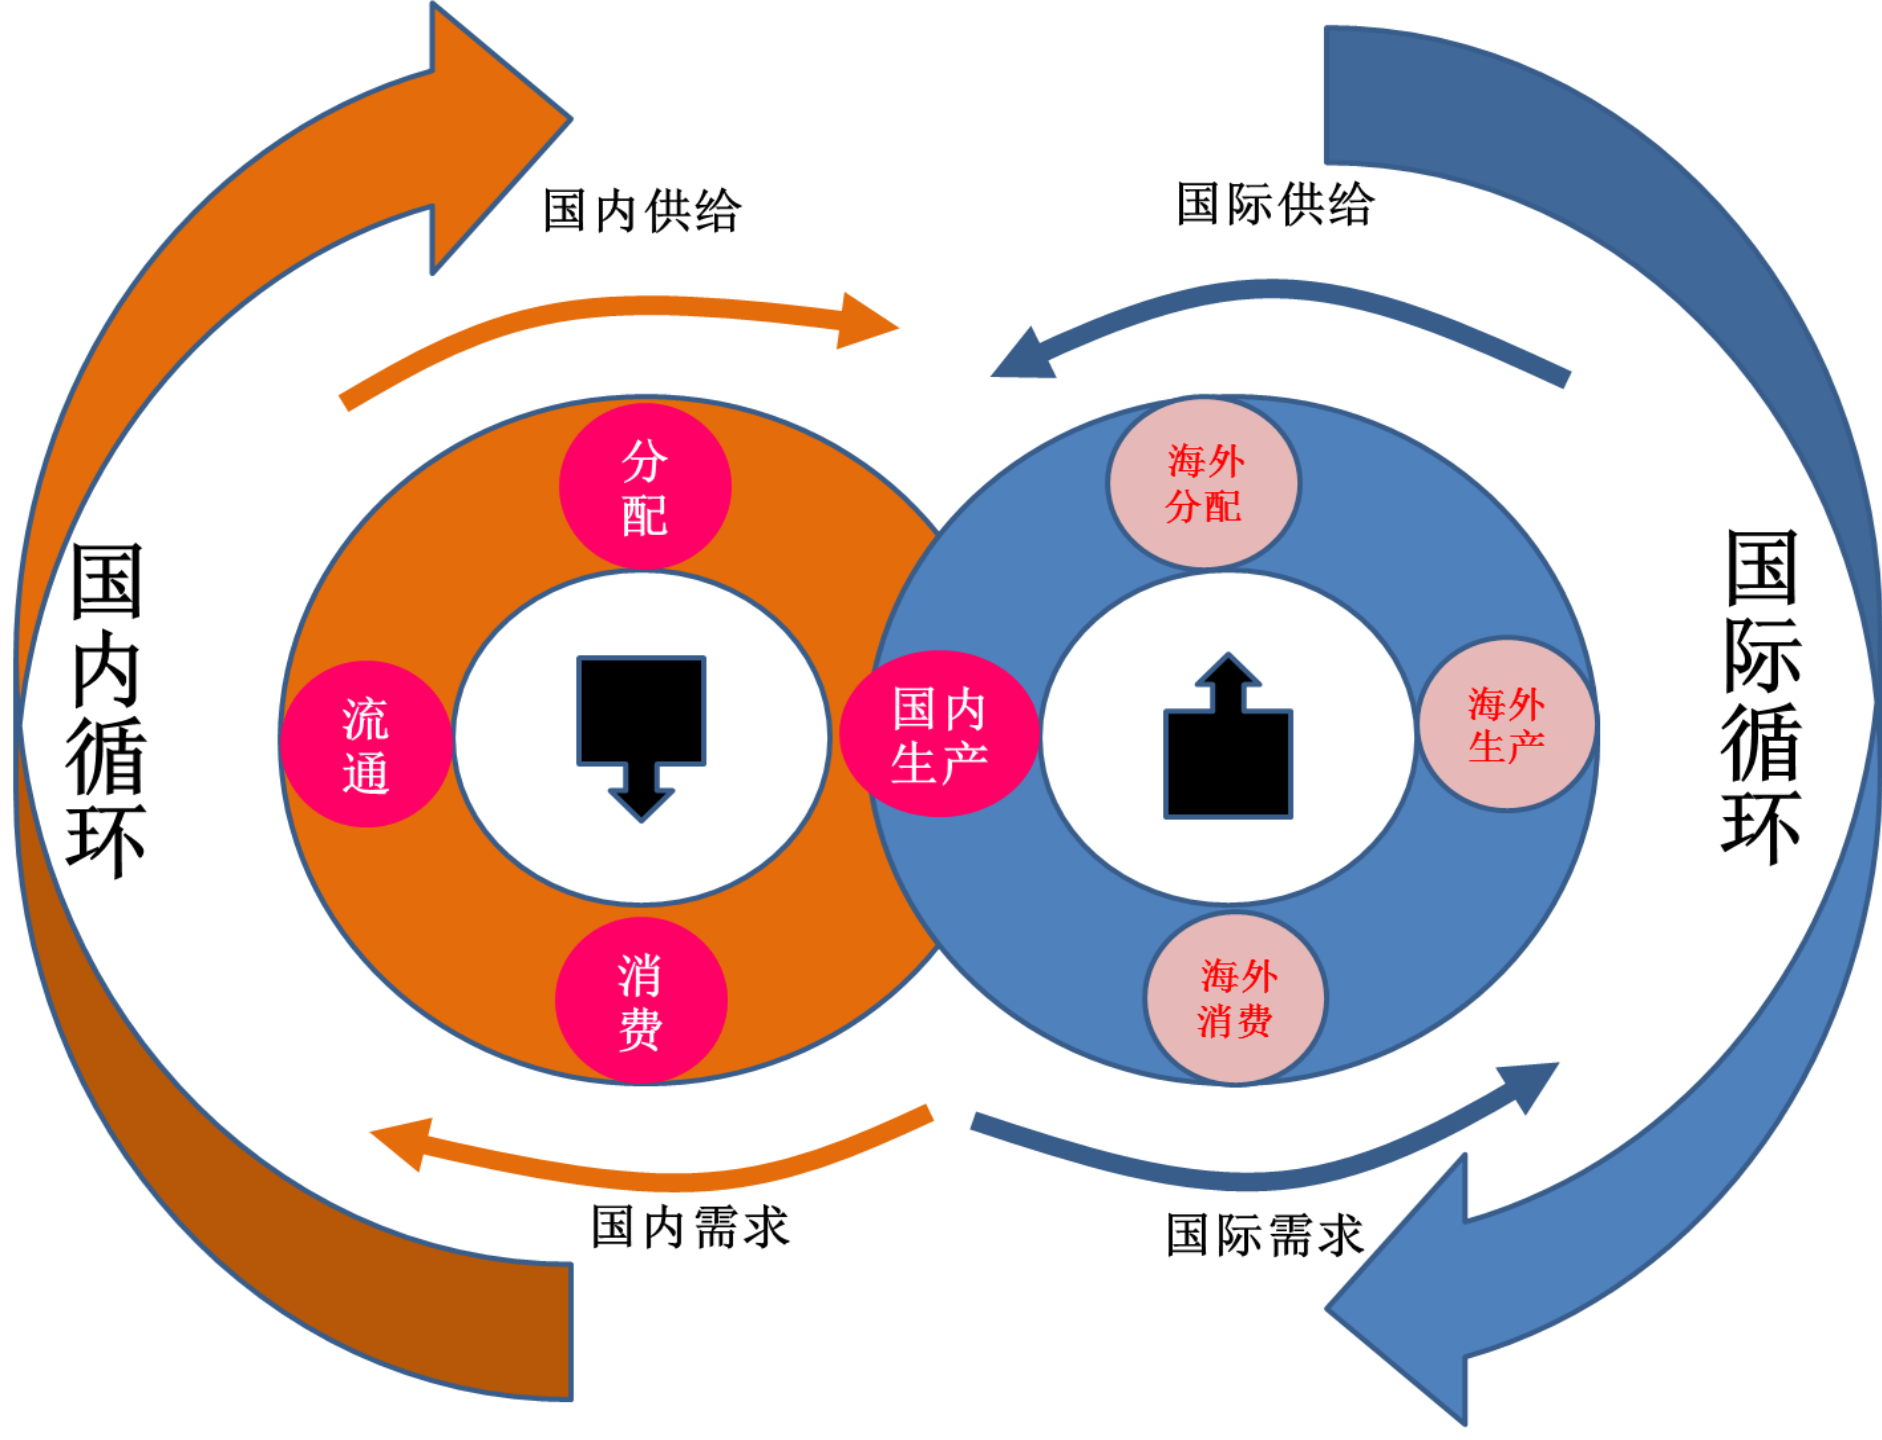 国内供给
国际供给
国内循环
国际循环
分
配
海外
分配
流
通
国内
生产
海外
生产
消
费
海外
消费
国内需求
国际需求